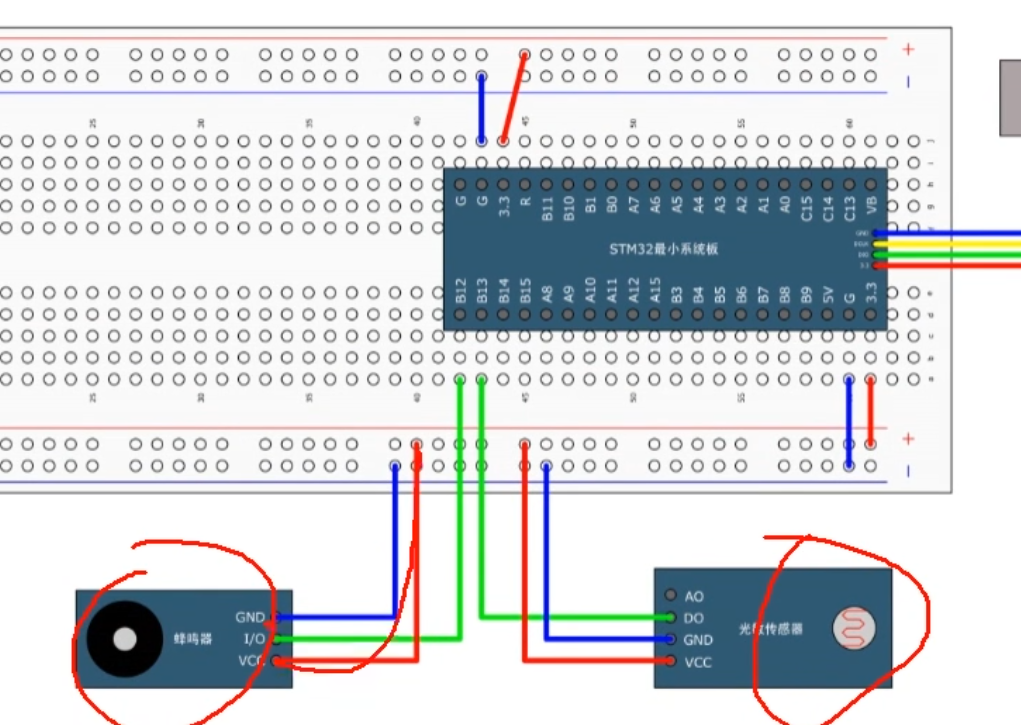 +
−
25 30 35 40 45 50 55 60
j
i
h
g
f
G G 3.3 R B11 B10 B1 B0 A7 A6 A5 A4 A3 A2 A1 A0 C15 C14 C13 VB
GND
3.3
STM32最小系统板
B12 B13 B14 B15 A8 A9 A10 A11 A12 A15 B3 B4 B5 B6 B7 B8 B9 5V G 3.3
e
d
c
b
a
25 30 35 40 45 50 55
+
−
GND
蜂鸣器
I/O
VCC
AO
DO
光敏传感器
GND
VCC